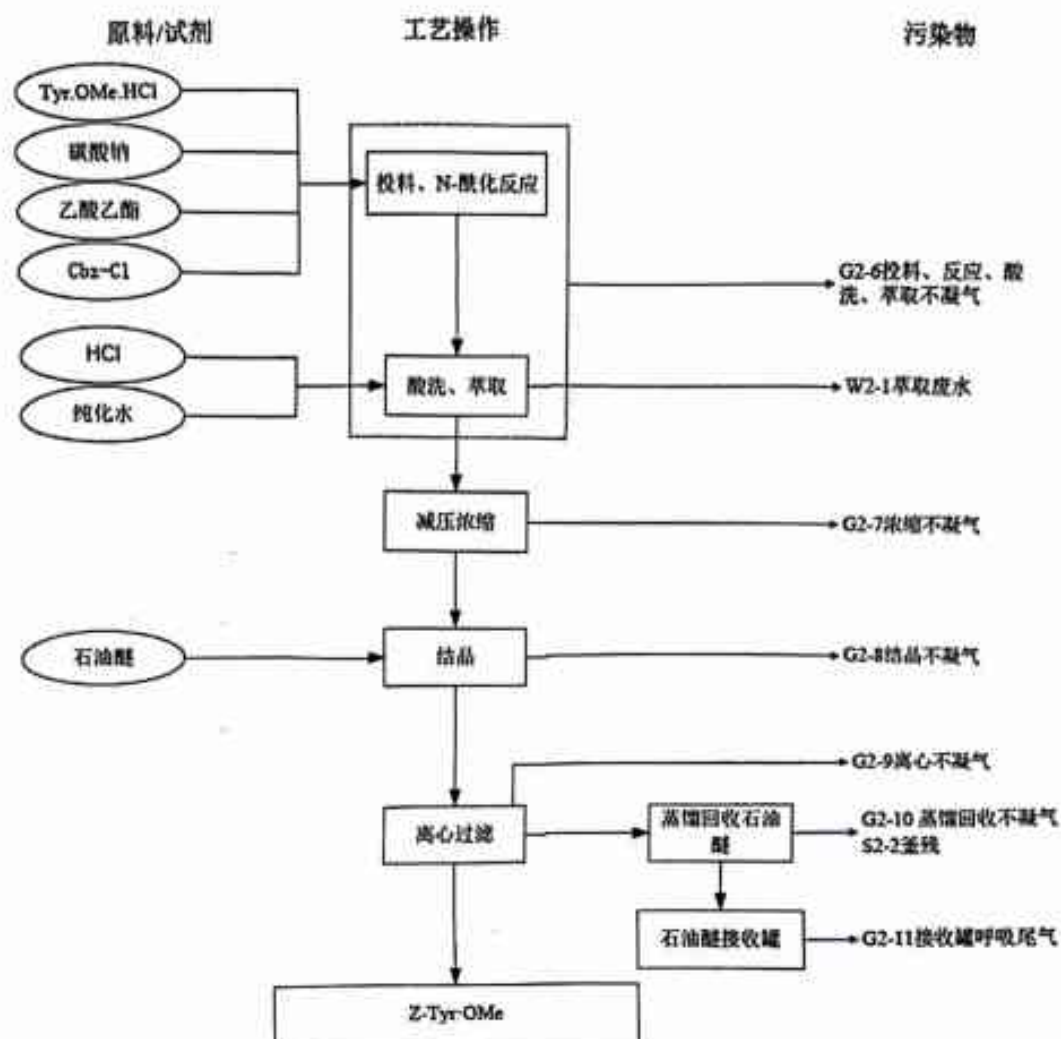 原料/试剂
工艺操作
污染物
Tyr.OMe.HCl
碳酸钠
乙酸乙酯
Cbz-Cl
投料、N-酰化反应
G2-6投料、反应、酸
洗、萃取不凝气
HCl
纯化水
酸洗、萃取
W2-1萃取废水
减压浓缩
G2-7浓缩不凝气
石油醚
结晶
G2-8结晶不凝气
G2-9离心不凝气
离心过滤
蒸馏回收石油
醚
G2-10 蒸馏回收不凝气
S2-2釜残
石油醚接收罐
G2-11接收罐呼吸尾气
Z-Tyr-OMe